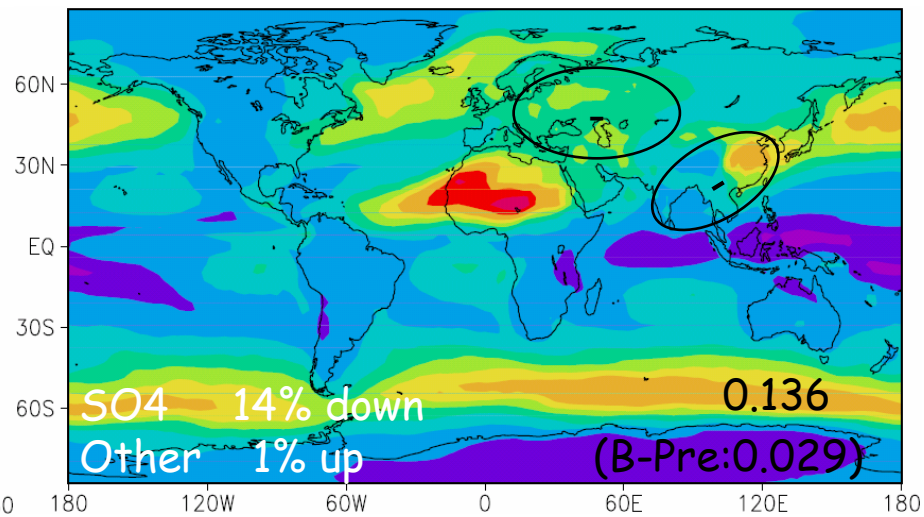 60N
30N
EQ
30S
60S
SO4 14% down 0.136
Other 1% up (B-Pre:0.029)
0 180 120W 60W 0 60E 120E 180